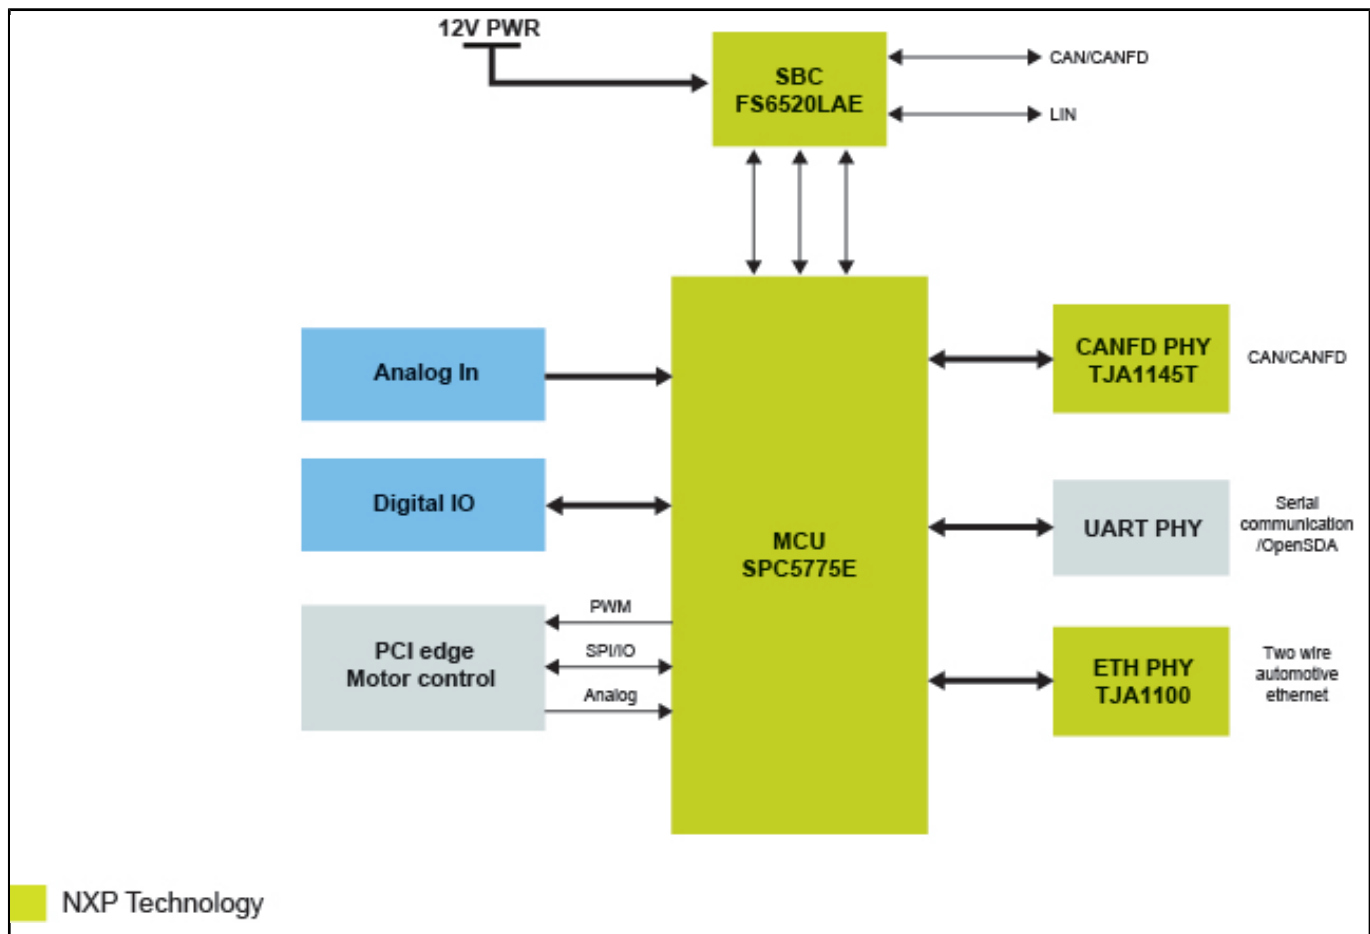 12V PWR
SBC
FS6520LAE
CAN/CANFD
LIN
Analog In
Digital IO
PCI edge
Motor control
PWM
SPI/IO
Analog
MCU
SPC5775E
CANFD PHY
TJA1145T
CAN/CANFD
UART PHY
Serial
communication
/OpenSDA
ETH PHY
TJA1100
Two wire
automotive
ethernet
NXP Technology